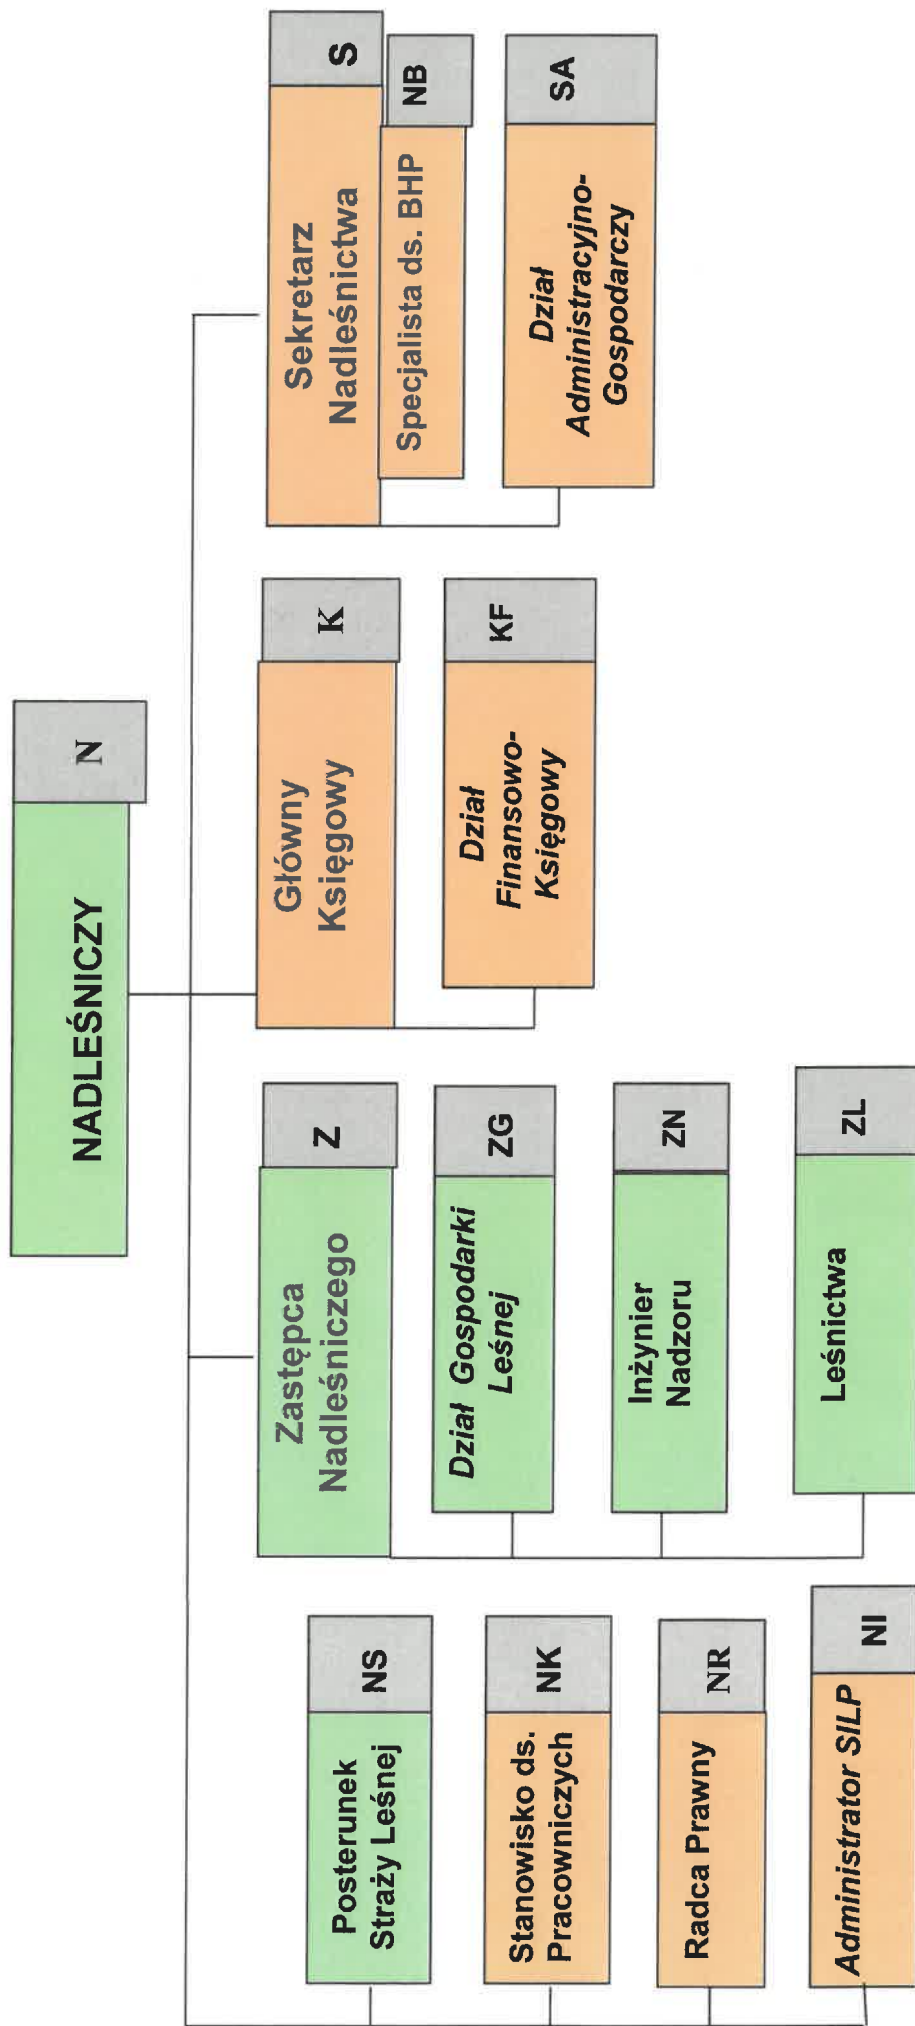 NADLEŚNICZY
N
Posterunek
Straży Leśnej
NS
Stanowisko ds.
Pracowniczych
NK
Radca Prawny
NR
Administrator SILP
NI
Zastępca
Nadleśniczego
Z
Dział Gospodarki
Leśnej
ZG
Inżynier
Nadzoru
ZN
Leśnictwa
ZL
Główny
Księgowy
K
Dział
Finansowo-
Księgowy
KF
Sekretarz
Nadleśnictwa
S
Specjalista ds. BHP
NB
Dział
Administracyjno-
Gospodarczy
SA